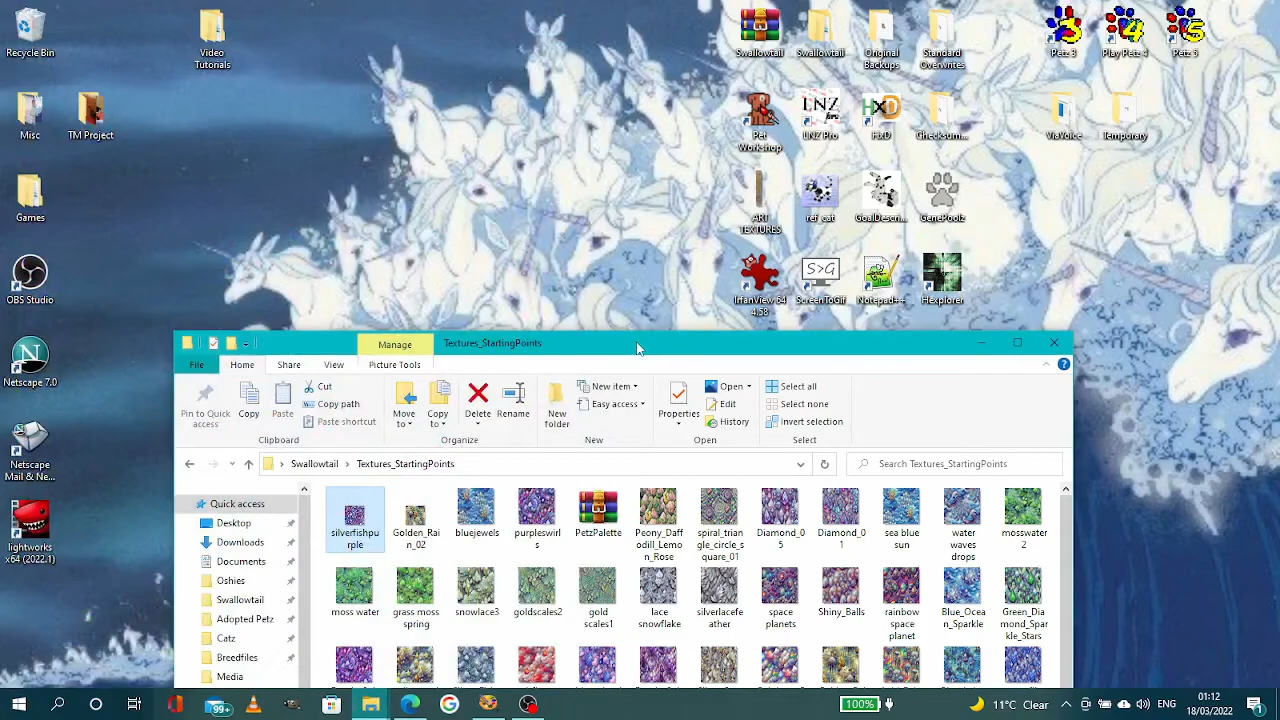 Recycle Bin
Video
Tutorials
Swallowtail
Swallowtail
Original
Backups
Standard
Overwrites
Petz 3
Play Petz 4
Petz 5
Misc
TM Project
Pet
Workshop
LNZ Pro
HxD
Checksum...
ViaVoice
Temporary
Games
ART
TEXTURES
ref_cat
GoalDescri...
GenePoolz
OBS Studio
IrfanView 64
4.58
S>G
ScreenToGif
Notepad++
Hexplorer
Netscape 7.0
Netscape
Mail & Ne...
lightworks
x64 (2022.1)
Manage
Textures_StartingPoints
File
Home
Share
View
Picture Tools
Pin to Quick
access
Copy
Paste
Cut
Copy path
Paste shortcut
Clipboard
Move
to
Copy
to
Delete
Rename
Organize
New
folder
New item
Easy access
New
Properties
Open
Edit
History
Open
Select all
Select none
Invert selection
Select
Swallowtail
Textures_StartingPoints
Search Textures_StartingPoints
Quick access
Desktop
Downloads
Documents
Oshies
Swallowtail
Adopted Petz
Catz
Breedfiles
Media
silverfishpu
rple
Golden_Rai
n_02
bluejewels
purpleswirl
s
PetzPalette
Peony_Daff
odill_Lemo
n_Rose
spiral_trian
gle_circle_s
quare_01
Diamond_0
5
Diamond_0
1
sea blue
sun
water
waves
drops
mosswater
2
moss water
grass moss
spring
snowlace3
goldscales2
gold
scales1
lace
snowflake
silverlacefe
ather
space
planets
Shiny_Balls
rainbow
space
planet
Blue_Ocea
n_Sparkle
Green_Dia
mond_Spar
kle_Stars
99+
100%
11°C Clear
ENG
01:12
18/03/2022